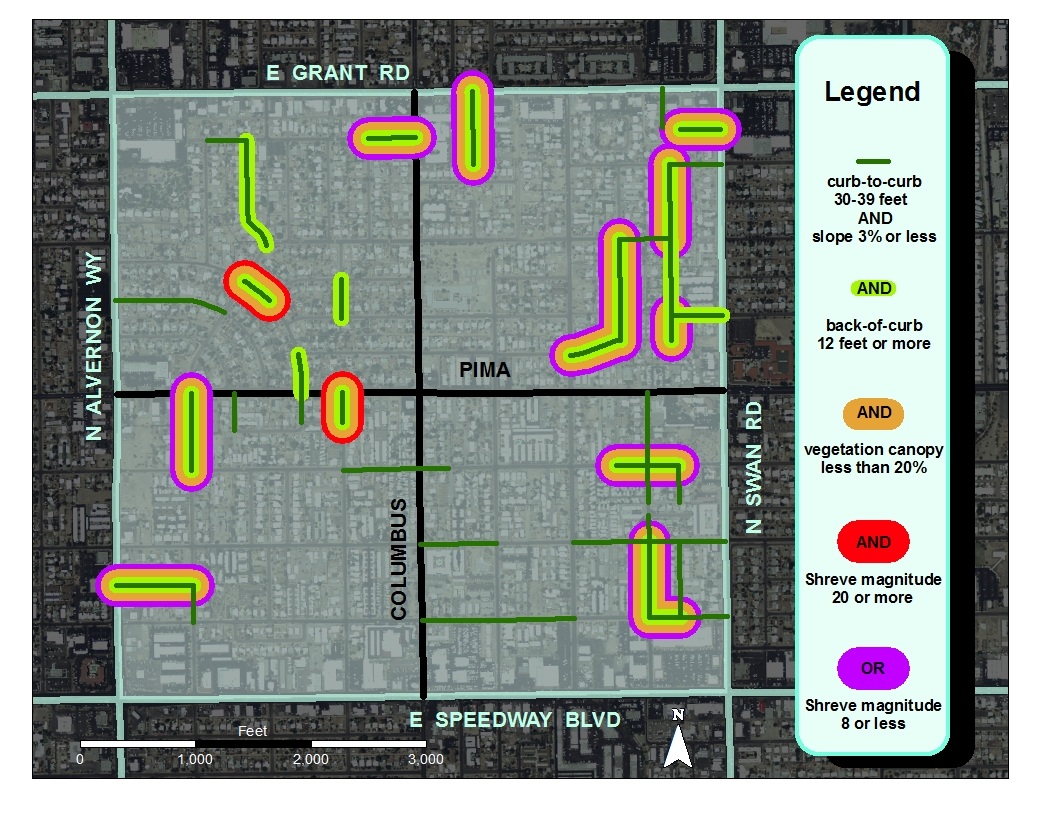 E GRANT RD
N ALVERNON WY
PIMA
COLUMBUS
N SWAN RD
E SPEEDWAY BLVD
Feet
0 1,000 2,000 3,000
N
Legend
curb-to-curb
30-39 feet
AND
slope 3% or less
AND
back-of-curb
12 feet or more
AND
vegetation canopy
less than 20%
AND
Shreve magnitude
20 or more
OR
Shreve magnitude
8 or less